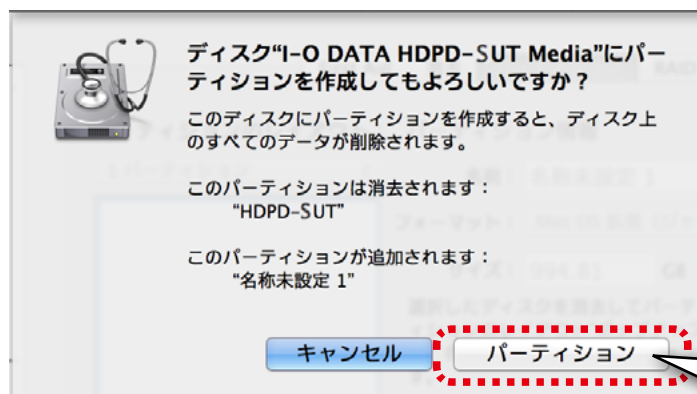 ディスク“I-O DATA HDPD-SUT Media”にパー
ティションを作成してもよろしいですか？
このディスクにパーティションを作成すると、ディスク上
のすべてのデータが削除されます。
このパーティションは消去されます：
“HDPD-SUT”
このパーティションが追加されます：
“名称未設定 1”
キャンセル
パーティション